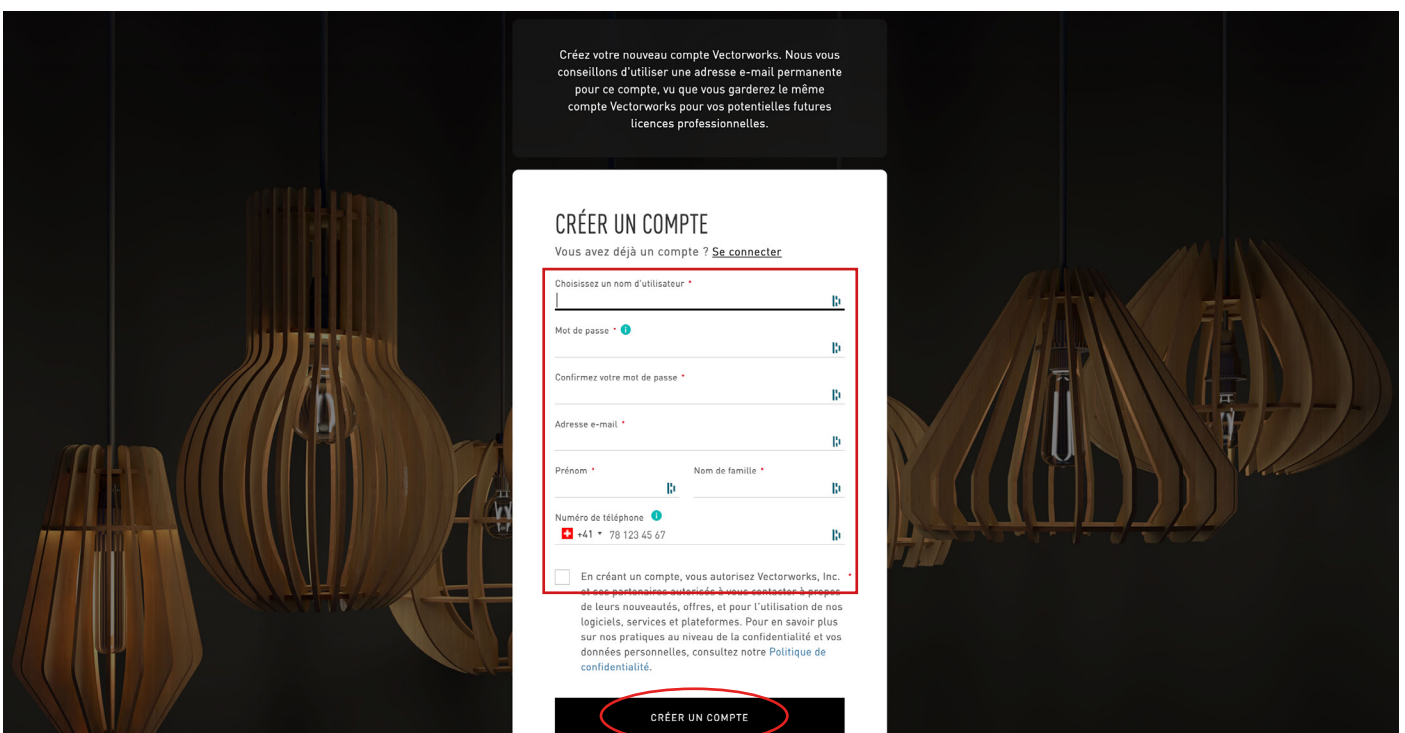 Créez votre nouveau compte Vectorworks. Nous vous
conseillons d'utiliser une adresse e-mail permanente
pour ce compte, vu que vous garderez le même
compte Vectorworks pour vos potentielles futures
licences professionnelles.
CRÉER UN COMPTE
Vous avez déjà un compte ? Se connecter
Choisissez un nom d'utilisateur *
Mot de passe * i
Confirmez votre mot de passe *
Adresse e-mail *
Prénom * Nom de famille *
Numéro de téléphone i
+41 78 123 45 67
En créant un compte, vous autorisez Vectorworks, Inc. *
et ses partenaires autorisés à vous contacter à propos
de leurs nouveautés, offres, et pour l'utilisation de nos
logiciels, services et plateformes. Pour en savoir plus
sur nos pratiques au niveau de la confidentialité et vos
données personnelles, consultez notre Politique de
confidentialité.
CRÉER UN COMPTE